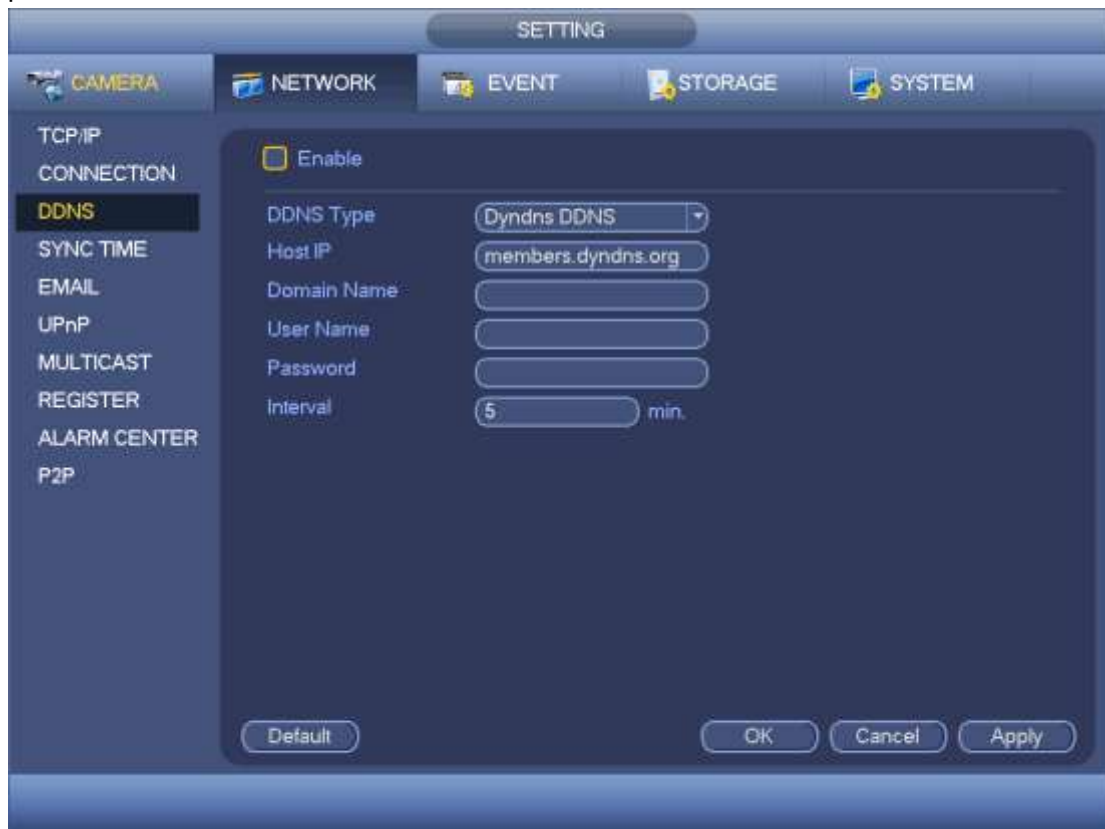 SETTING
CAMERA NETWORK EVENT STORAGE SYSTEM
TCP/IP
CONNECTION
DDNS
SYNC TIME
EMAIL
UPnP
MULTICAST
REGISTER
ALARM CENTER
P2P
Enable
DDNS Type Dyndns DDNS
Host IP members.dyndns.org
Domain Name
User Name
Password
Interval 5 min.
Default OK Cancel Apply